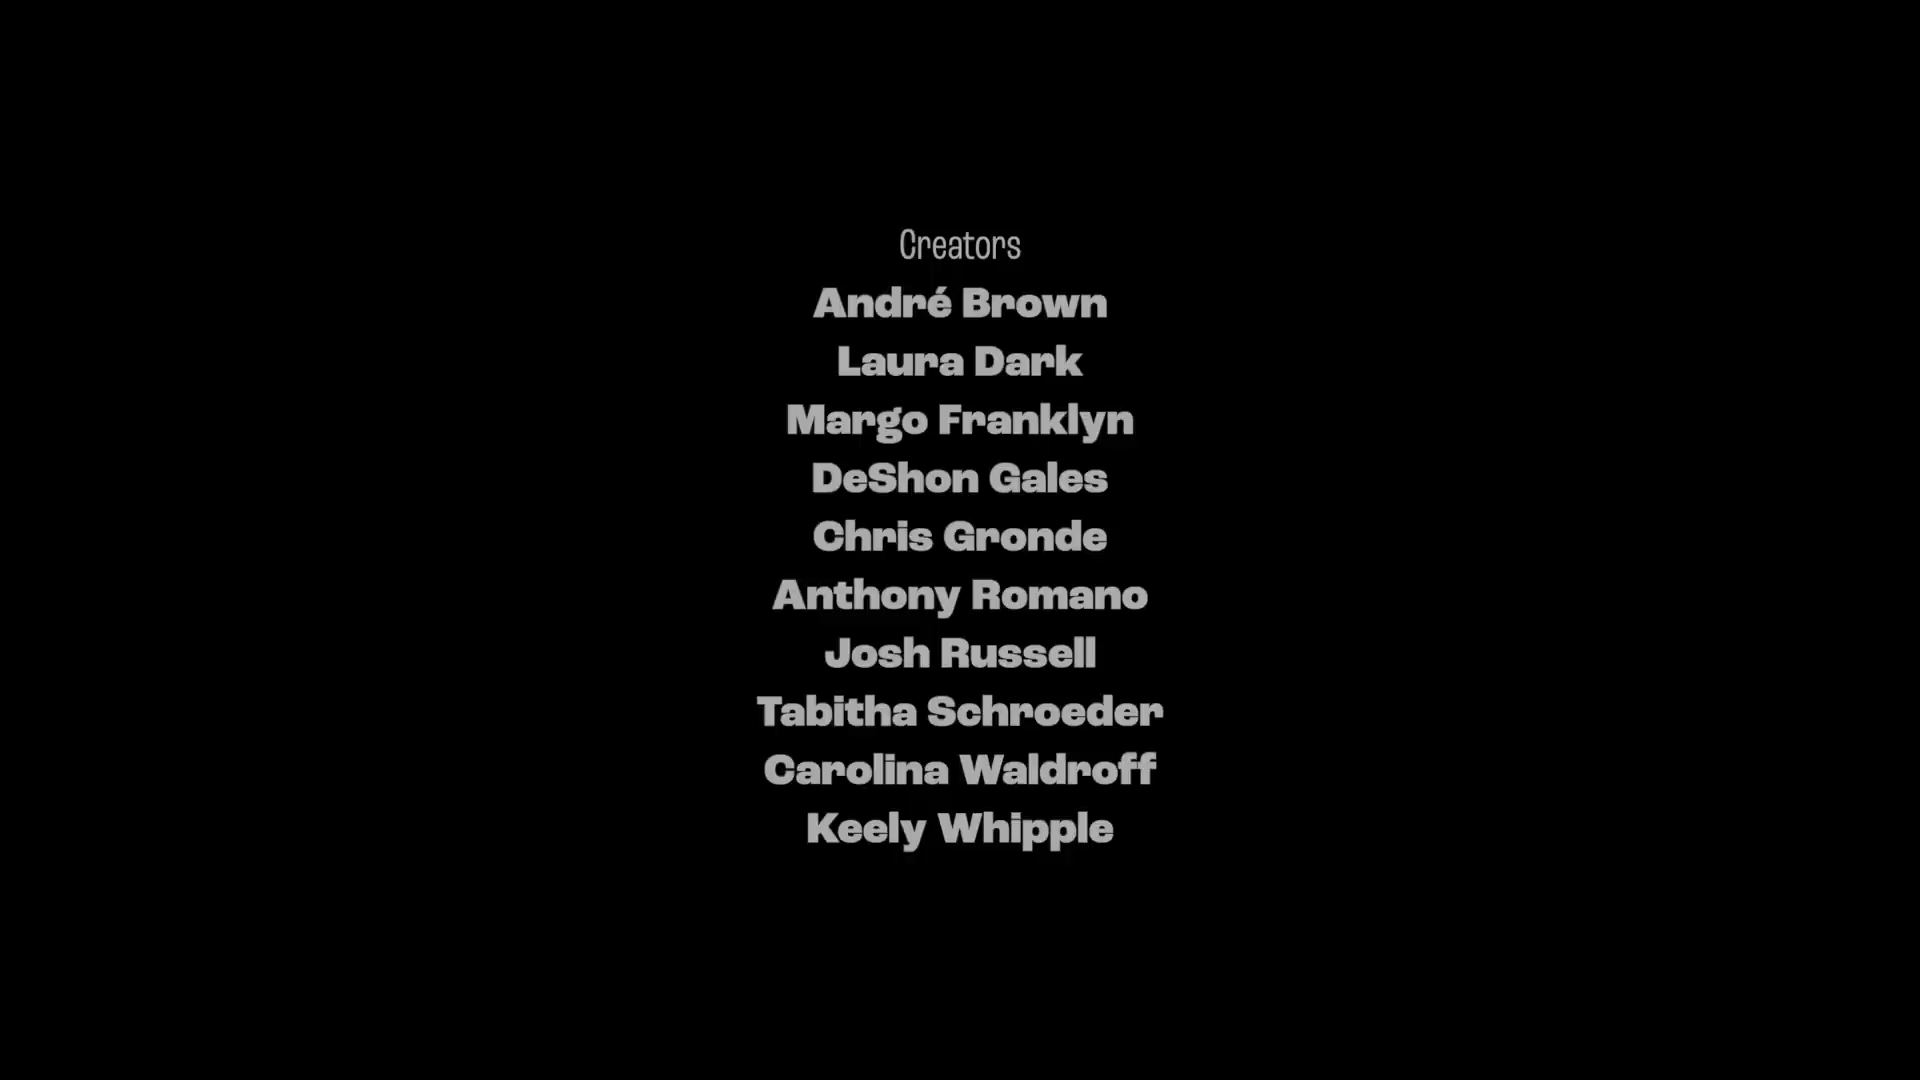 Creators
André Brown
Laura Dark
Margo Franklyn
DeShon Gales
Chris Gronde
Anthony Romano
Josh Russell
Tabitha Schroeder
Carolina Waldroff
Keely Whipple